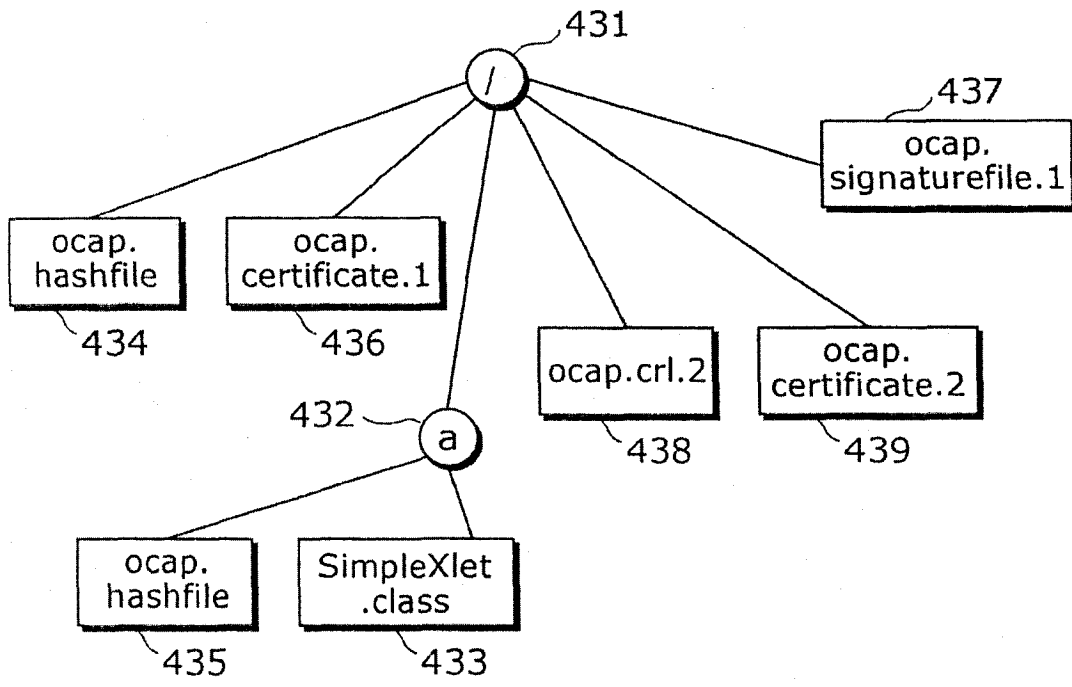 431
/
437
ocap.
signaturefile.1
ocap.
hashfile
434
ocap.
certificate.1
436
432
a
ocap.crl.2
438
ocap.
certificate.2
439
ocap.
hashfile
435
SimpleXlet
.class
433